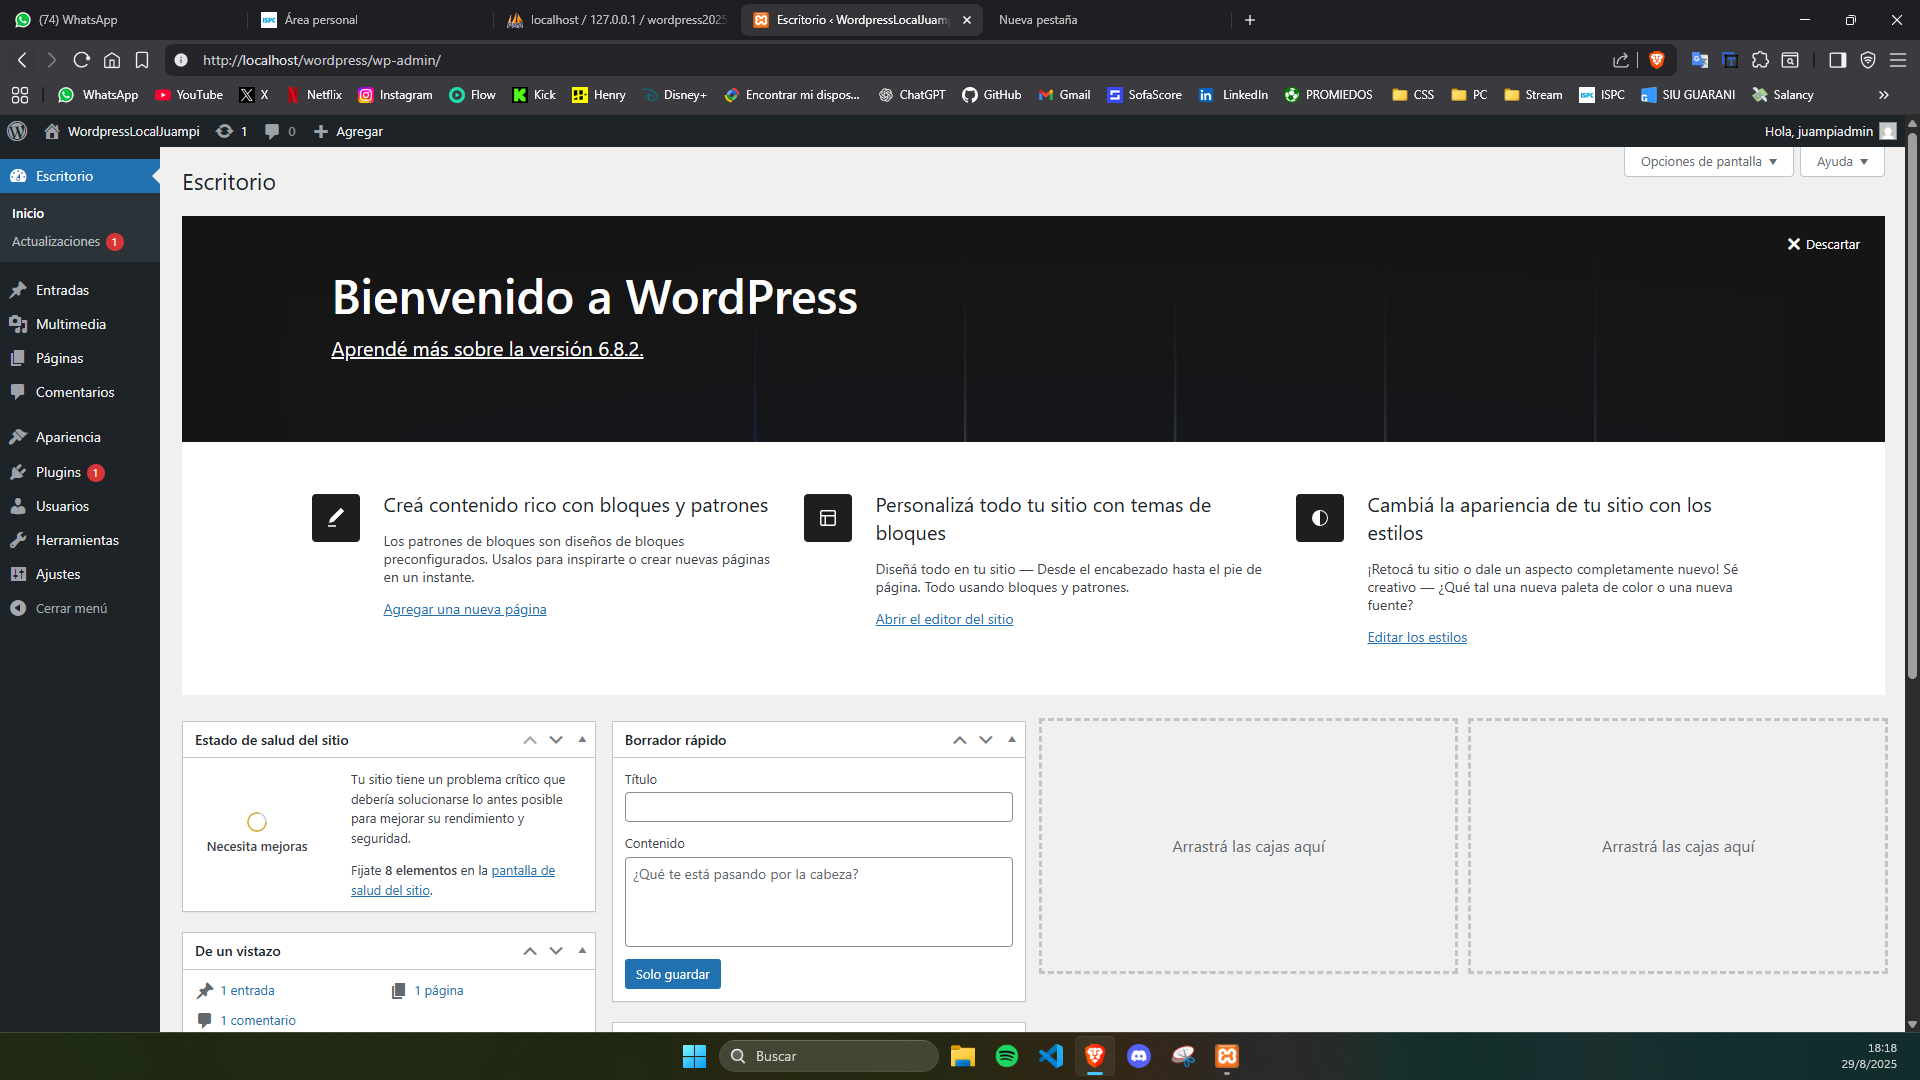 (74) WhatsApp
Área personal
localhost / 127.0.0.1 / wordpress2025
Escritorio ‹ WordpressLocalJuamp
Nueva pestaña
http://localhost/wordpress/wp-admin/
WhatsApp
YouTube
X
Netflix
Instagram
Flow
Kick
Henry
Disney+
Encontrar mi dispos...
ChatGPT
GitHub
Gmail
SofaScore
LinkedIn
PROMIEDOS
CSS
PC
Stream
ISPC
SIU GUARANI
Salancy
WordpressLocalJuampi
1
0
Agregar
Hola, juampiadmin
Escritorio
Inicio
Actualizaciones 1
Entradas
Multimedia
Páginas
Comentarios
Apariencia
Plugins 1
Usuarios
Herramientas
Ajustes
Cerrar menú
Escritorio
Opciones de pantalla
Ayuda
Descartar
Bienvenido a WordPress
Aprendé más sobre la versión 6.8.2.
Creá contenido rico con bloques y patrones
Los patrones de bloques son diseños de bloques
preconfigurados. Usalos para inspirarte o crear nuevas páginas
en un instante.
Agregar una nueva página
Personalizá todo tu sitio con temas de
bloques
Diseñá todo en tu sitio — Desde el encabezado hasta el pie de
página. Todo usando bloques y patrones.
Abrir el editor del sitio
Cambiá la apariencia de tu sitio con los
estilos
¡Retocá tu sitio o dale un aspecto completamente nuevo! Sé
creativo — ¿Qué tal una nueva paleta de color o una nueva
fuente?
Editar los estilos
Estado de salud del sitio
Necesita mejoras
Tu sitio tiene un problema crítico que
debería solucionarse lo antes posible
para mejorar su rendimiento y
seguridad.
Fijate 8 elementos en la pantalla de
salud del sitio.
De un vistazo
1 entrada
1 página
1 comentario
Borrador rápido
Título
Contenido
¿Qué te está pasando por la cabeza?
Solo guardar
Arrastrá las cajas aquí
Arrastrá las cajas aquí
Buscar
18:18
29/8/2025